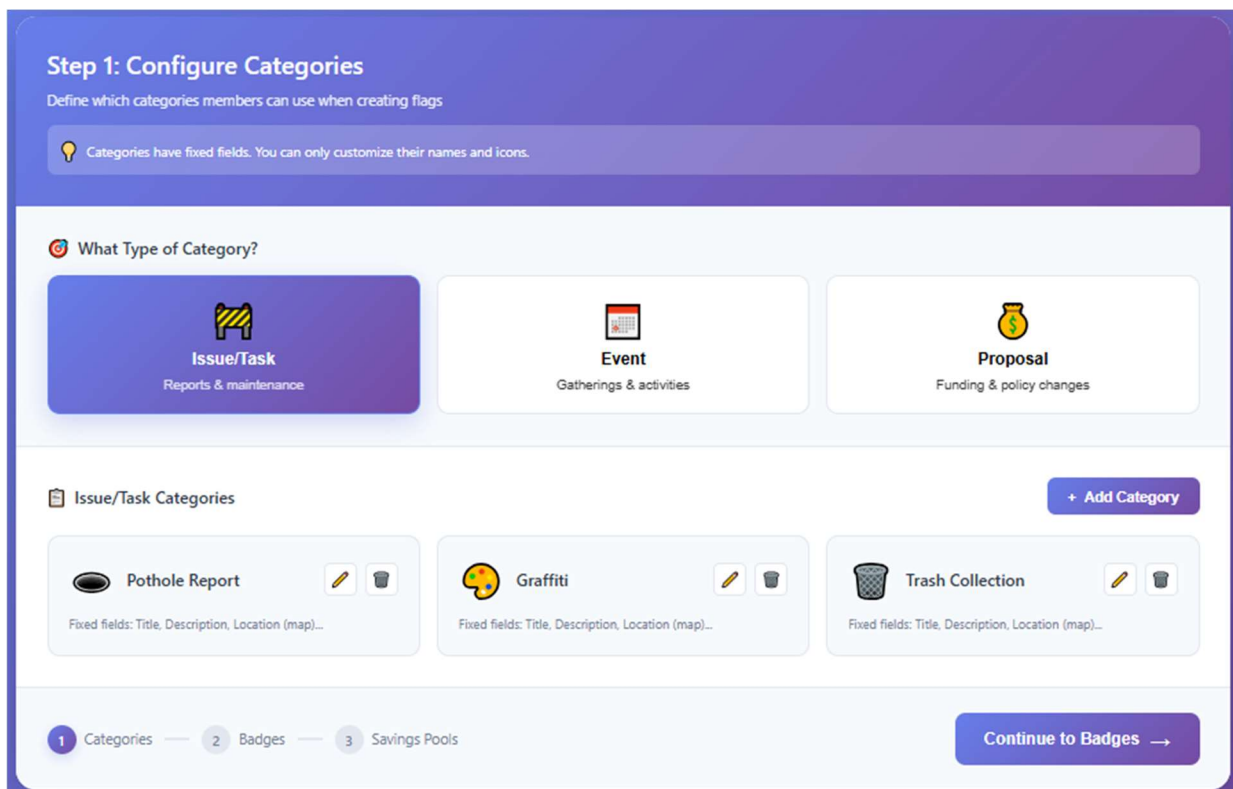 Step 1: Configure Categories
Define which categories members can use when creating flags
Categories have fixed fields. You can only customize their names and icons.
What Type of Category?
Issue/Task
Reports & maintenance
Event
Gatherings & activities
Proposal
Funding & policy changes
Issue/Task Categories
+ Add Category
Pothole Report
Fixed fields: Title, Description, Location (map)...
Graffiti
Fixed fields: Title, Description, Location (map)...
Trash Collection
Fixed fields: Title, Description, Location (map)...
1 Categories
2 Badges
3 Savings Pools
Continue to Badges →